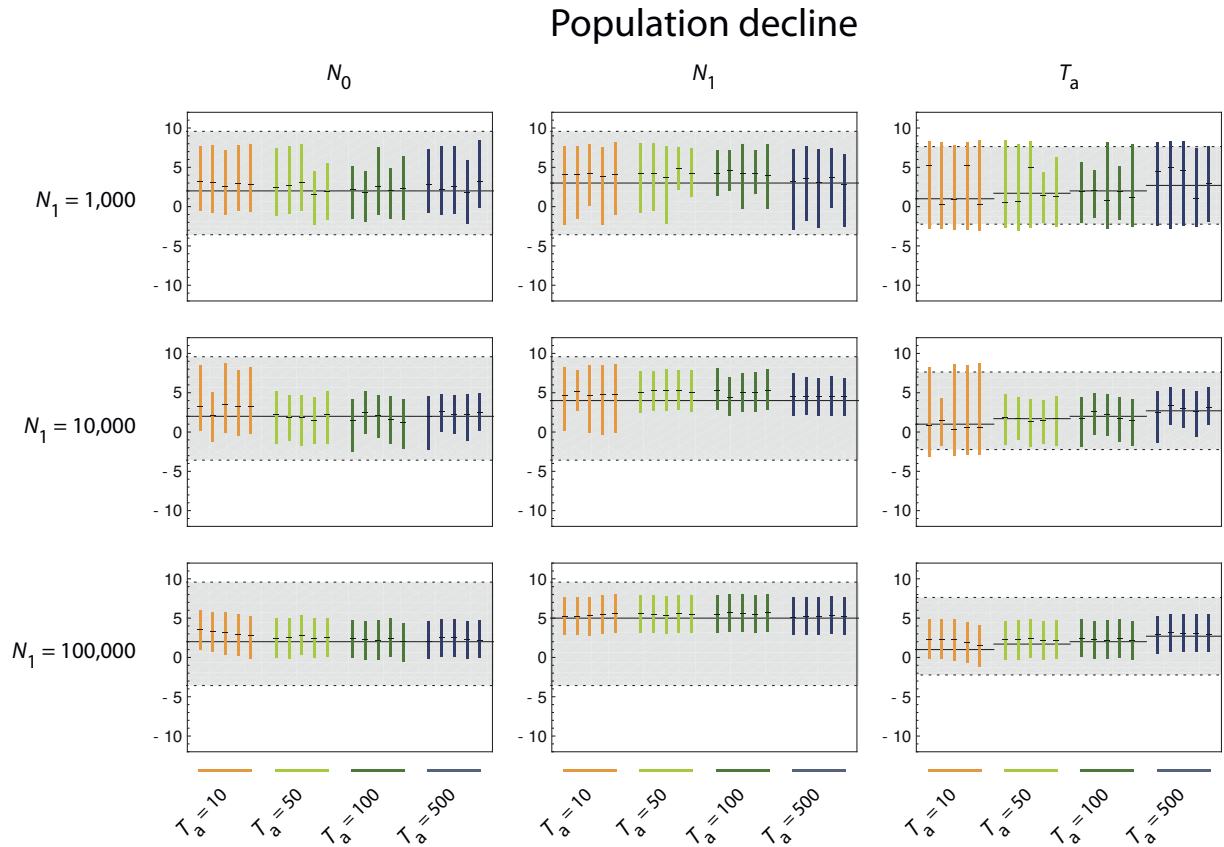 Population decline
N0 N1 Ta
N1 = 1,000
10 5 0 - 5 - 10
10 5 0 - 5 - 10
10 5 0 - 5 - 10
N1 = 10,000
10 5 0 - 5 - 10
10 5 0 - 5 - 10
10 5 0 - 5 - 10
N1 = 100,000
10 5 0 - 5 - 10
10 5 0 - 5 - 10
10 5 0 - 5 - 10
Ta = 10 Ta = 50 Ta = 100 Ta = 500
Ta = 10 Ta = 50 Ta = 100 Ta = 500
Ta = 10 Ta = 50 Ta = 100 Ta = 500